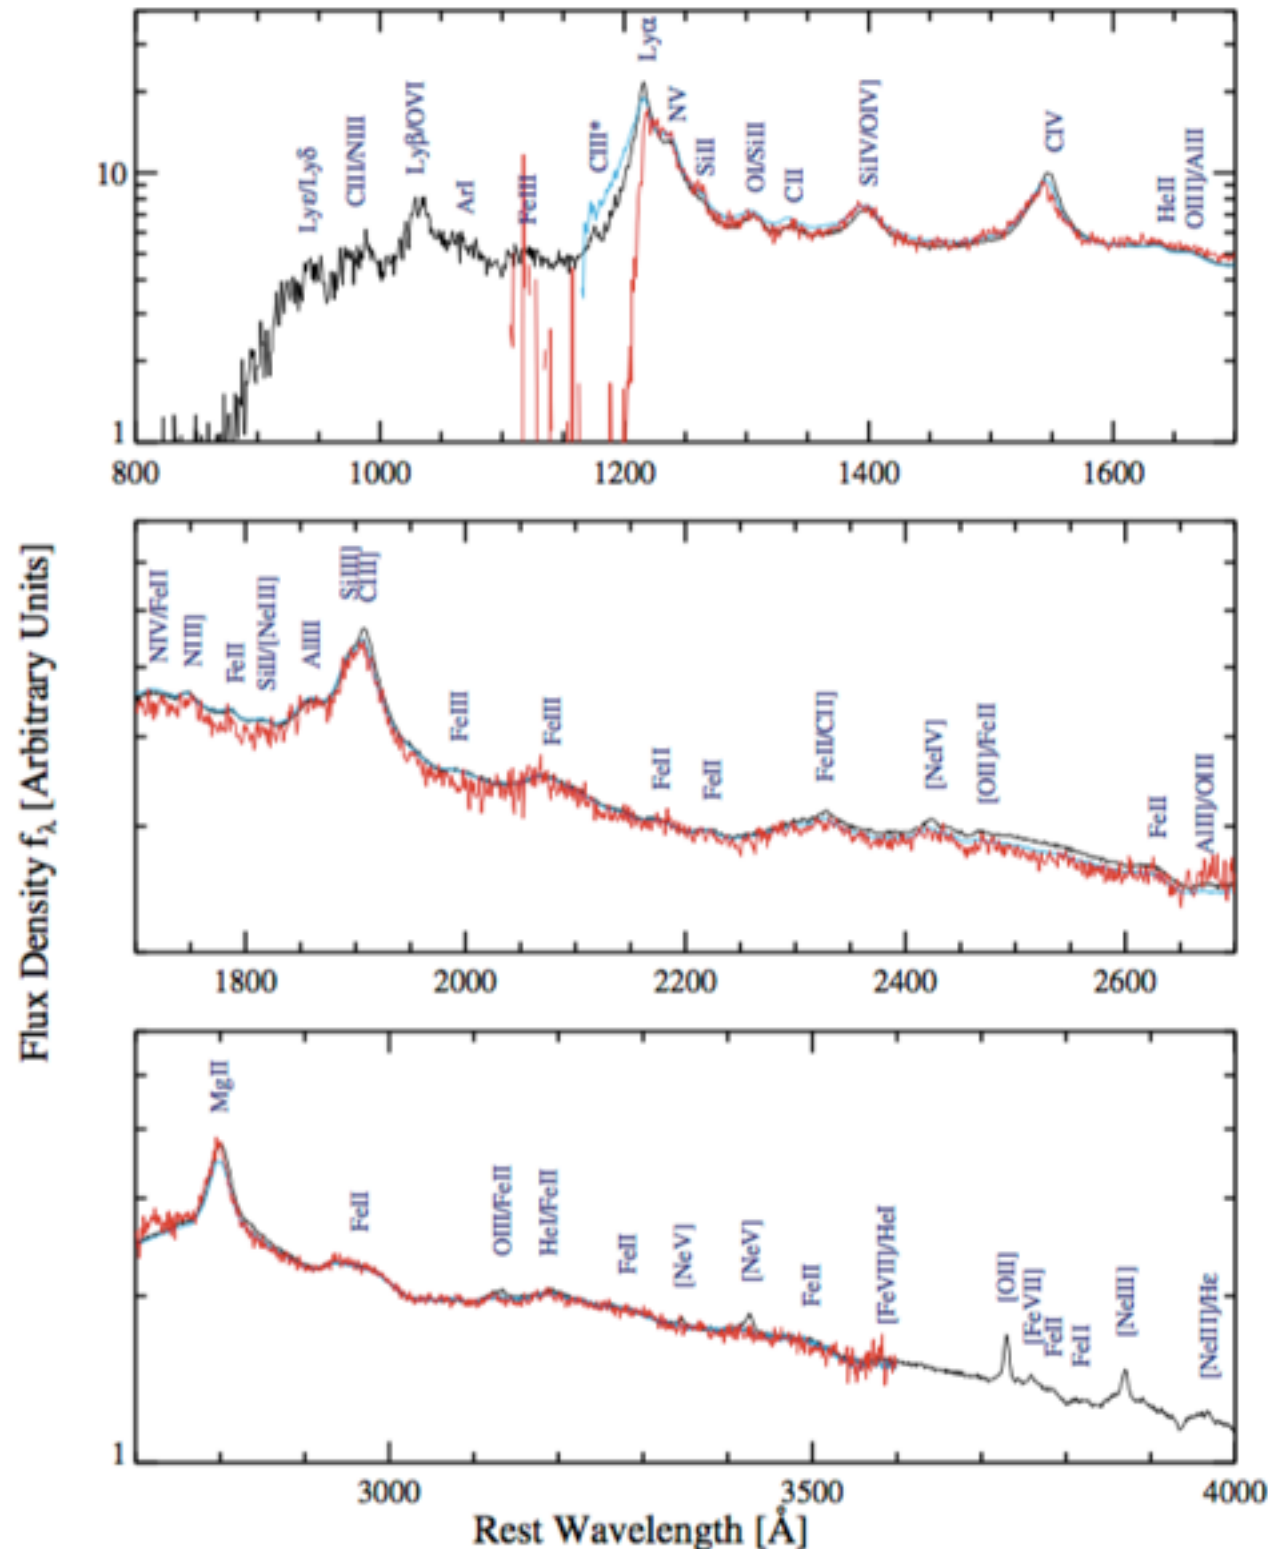 Lyε/Lyδ
CIII/NIII
Lyβ/OVI
ArI
FeIII
CIII*
Lyα
NV
SiII
OI/SiII
CII
SiIV/OIV]
CIV
HeII
OIII]/AlII
10
1
800
1000
1200
1400
1600
NIV/FeII
NIII]
FeII
SiII/[NeIII]
AlIII
SiIII]
CIII]
FeIII
FeIII
FeII
FeII
FeII/CII]
[NeIV]
[OII]/FeII
FeII
AlII]/OIII
1800
2000
2200
2400
2600
Flux Density fλ [Arbitrary Units]
MgII
FeII
OIII/FeII
HeI/FeII
FeII
[NeV]
[NeV]
FeII
[FeVII]/HeI
[OII]
[FeVII]
FeII
FeII
[NeIII]
[NeIII]/Hε
1
3000
3500
4000
Rest Wavelength [Å]